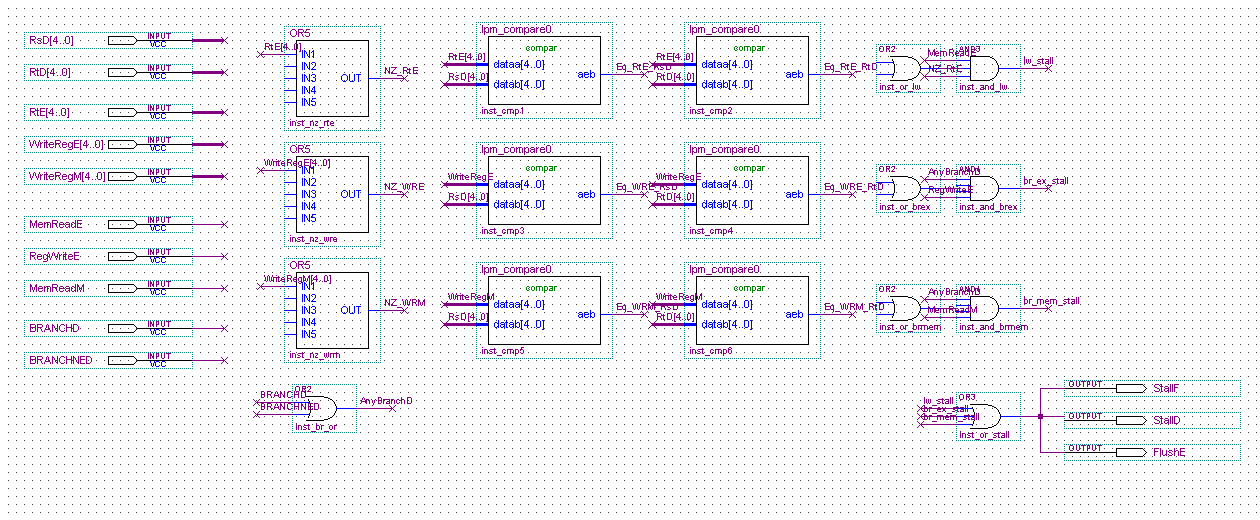 RsD[4..0] INPUT VCC
RtD[4..0] INPUT VCC
RtE[4..0] INPUT VCC
WriteRegE[4..0] INPUT VCC
WriteRegM[4..0] INPUT VCC
MemReadE INPUT VCC
RegWriteE INPUT VCC
MemReadM INPUT VCC
BRANCHD INPUT VCC
BRANCHNED INPUT VCC
OR5
RtE[4..0] IN1
IN2
IN3 OUT NZ_RtE
IN4
IN5
inst_nz_rte
lpm_compare0
compar
RtE[4..0] dataa[4..0]
aeb Eq_RtE_RsD
RsD[4..0] datab[4..0]
inst_cmp1
lpm_compare0
compar
RtE[4..0] dataa[4..0]
aeb Eq_RtE_RtD
RtD[4..0] datab[4..0]
inst_cmp2
OR2
inst_or_lw
AND3
MemReadE
NZ_RtE
lw_stall
inst_and_lw
OR5
WriteRegE[4..0] IN1
IN2
IN3 OUT NZ_WRE
IN4
IN5
inst_nz_wre
lpm_compare0
compar
WriteRegE dataa[4..0]
aeb Eq_WRE_RsD
RsD[4..0] datab[4..0]
inst_cmp3
lpm_compare0
compar
WriteRegE dataa[4..0]
aeb Eq_WRE_RtD
RtD[4..0] datab[4..0]
inst_cmp4
OR2
inst_or_brex
AND4
AnyBranchD
RegWriteE
br_ex_stall
inst_and_brex
OR5
WriteRegM[4..0] IN1
IN2
IN3 OUT NZ_WRM
IN4
IN5
inst_nz_wrm
lpm_compare0
compar
WriteRegM dataa[4..0]
aeb Eq_WRM_RsD
RsD[4..0] datab[4..0]
inst_cmp5
lpm_compare0
compar
WriteRegM dataa[4..0]
aeb Eq_WRM_RtD
RtD[4..0] datab[4..0]
inst_cmp6
OR2
inst_or_brmem
AND4
AnyBranchD
MemReadM
br_mem_stall
inst_and_brmem
OR2
BRANCHD
BRANCHNED
AnyBranchD
inst_br_or
OR3
lw_stall
br_ex_stall
br_mem_stall
inst_or_stall
OUTPUT StallF
OUTPUT StallD
OUTPUT FlushE